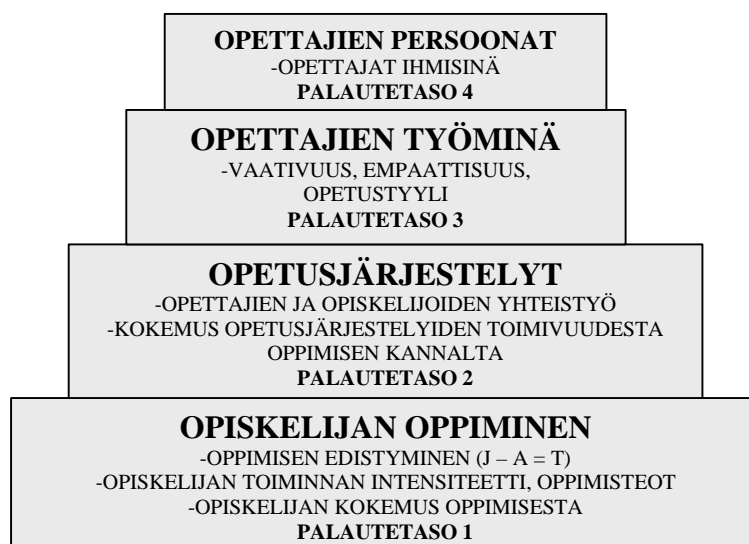 OPETTAJIEN PERSOONAT
-OPETTAJAT IHMISINÄ
PALAUTETASO 4
OPETTAJIEN TYÖMINÄ
-VAATIVUUS, EMPAATTISUUS,
OPETUSTYYLI
PALAUTETASO 3
OPETUSJÄRJESTELYT
-OPETTAJIEN JA OPISKELIJOIDEN YHTEISTYÖ
-KOKEMUS OPETUSJÄRJESTELYIDEN TOIMIVUUDESTA
OPPIMISEN KANNALTA
PALAUTETASO 2
OPISKELIJAN OPPIMINEN
-OPPIMISEN EDISTYMINEN (J – A = T)
-OPISKELIJAN TOIMINNAN INTENSITEETTI, OPPIMISTEOT
-OPISKELIJAN KOKEMUS OPPIMISESTA
PALAUTETASO 1